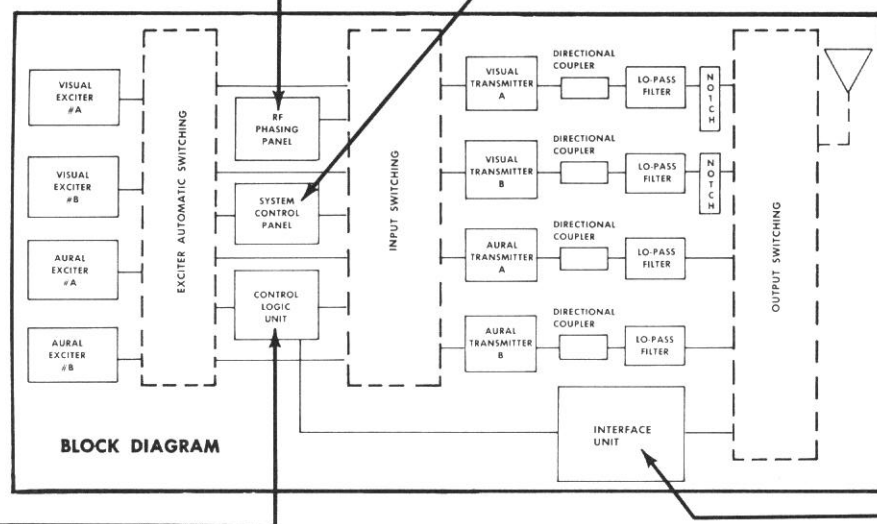 VISUAL
EXCITER
#A
VISUAL
EXCITER
#B
AURAL
EXCITER
#A
AURAL
EXCITER
#B
EXCITER AUTOMATIC SWITCHING
RF
PHASING
PANEL
SYSTEM
CONTROL
PANEL
CONTROL
LOGIC
UNIT
INPUT SWITCHING
VISUAL
TRANSMITTER
A
DIRECTIONAL
COUPLER
LO-PASS
FILTER
NOTCH
VISUAL
TRANSMITTER
B
DIRECTIONAL
COUPLER
LO-PASS
FILTER
NOTCH
AURAL
TRANSMITTER
A
DIRECTIONAL
COUPLER
LO-PASS
FILTER
AURAL
TRANSMITTER
B
DIRECTIONAL
COUPLER
LO-PASS
FILTER
INTERFACE
UNIT
OUTPUT SWITCHING
BLOCK DIAGRAM